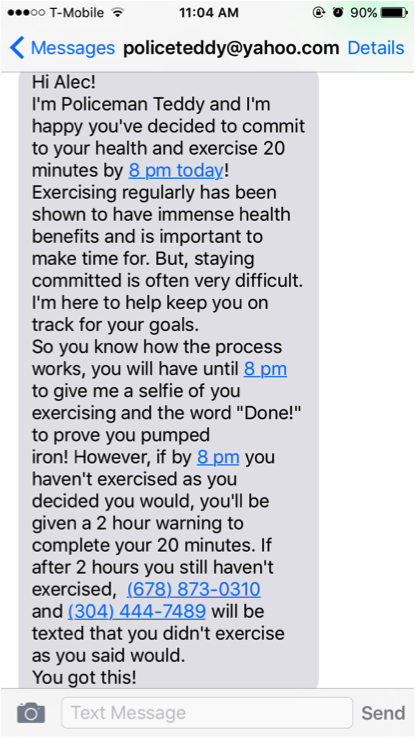 T-Mobile 11:04 AM 90%
Messages policeteddy@yahoo.com Details
Hi Alec!
I'm Policeman Teddy and I'm
happy you've decided to commit
to your health and exercise 20
minutes by 8 pm today!
Exercising regularly has been
shown to have immense health
benefits and is important to
make time for. But, staying
committed is often very difficult.
I'm here to help keep you on
track for your goals.
So you know how the process
works, you will have until 8 pm
to give me a selfie of you
exercising and the word "Done!"
to prove you pumped
iron! However, if by 8 pm you
haven't exercised as you
decided you would, you'll be
given a 2 hour warning to
complete your 20 minutes. If
after 2 hours you still haven't
exercised, (678) 873-0310
and (304) 444-7489 will be
texted that you didn't exercise
as you said would.
You got this!
Text Message Send